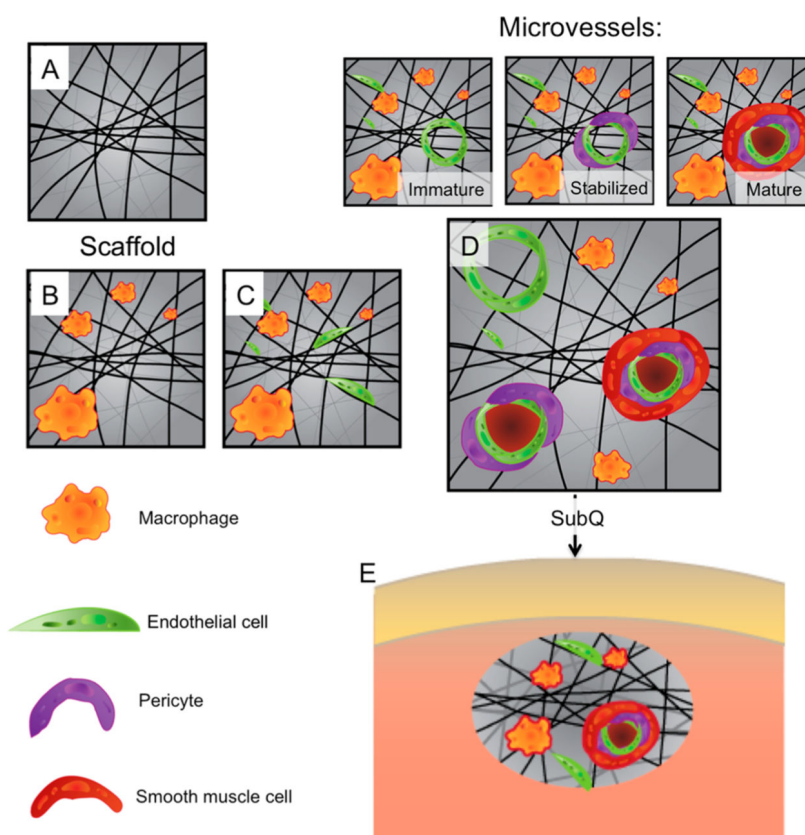 Microvessels:
A
Immature
Stabilized
Mature
Scaffold
B
C
D
Macrophage
SubQ
E
Endothelial cell
Pericyte
Smooth muscle cell